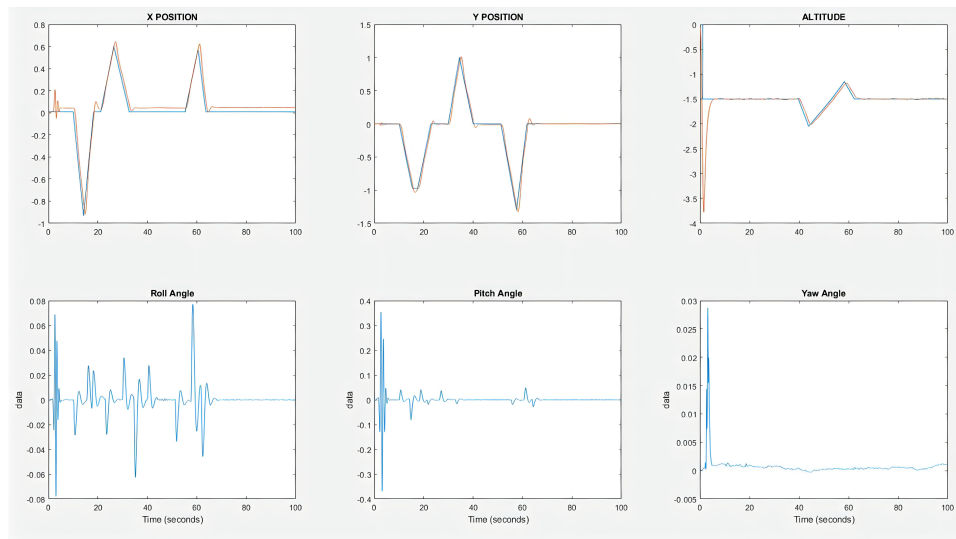 X POSITION
0.8
0.6
0.4
0.2
0
-0.2
-0.4
-0.6
-0.8
-1
0 20 40 60 80 100
Y POSITION
1.5
1
0.5
0
-0.5
-1
1.5
0 20 40 60 80 100
ALTITUDE
0
-0.5
-1
-1.5
-2
-2.5
-3
-3.5
-4
0 20 40 60 80 100
Roll Angle
0.08
0.06
0.04
0.02
0
-0.02
-0.04
-0.06
-0.08
data
0 20 40 60 80 100
Time (seconds)
Pitch Angle
0.4
0.3
0.2
0.1
0
-0.1
-0.2
-0.3
-0.4
data
0 20 40 60 80 100
Time (seconds)
Yaw Angle
0.03
0.025
0.02
0.015
0.01
0.005
0
-0.005
data
0 20 40 60 80 100
Time (seconds)